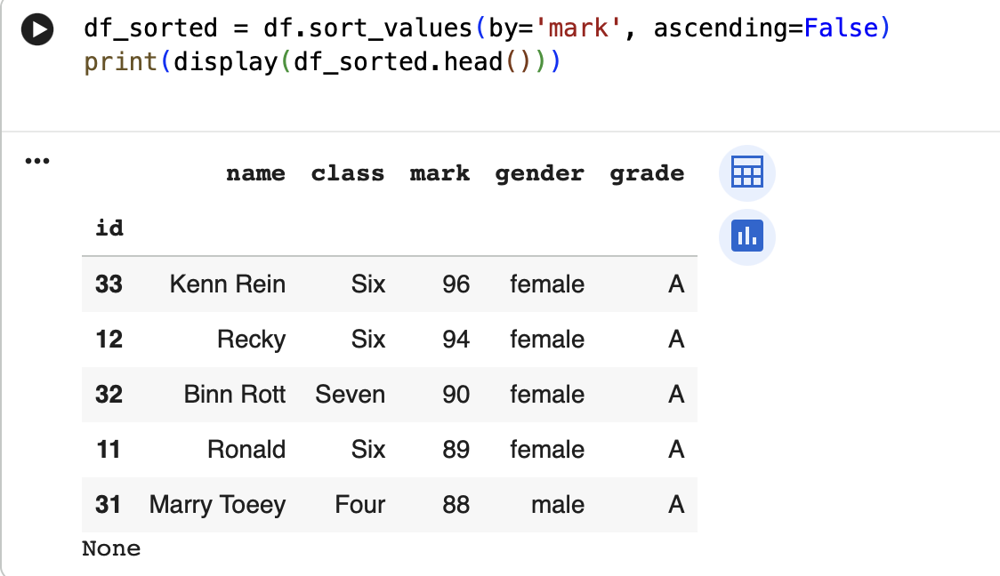 df_sorted = df.sort_values(by='mark', ascending=False)
print(display(df_sorted.head()))
name class mark gender grade
id
33 Kenn Rein Six 96 female A
12 Recky Six 94 female A
32 Binn Rott Seven 90 female A
11 Ronald Six 89 female A
31 Marry Toeey Four 88 male A
None